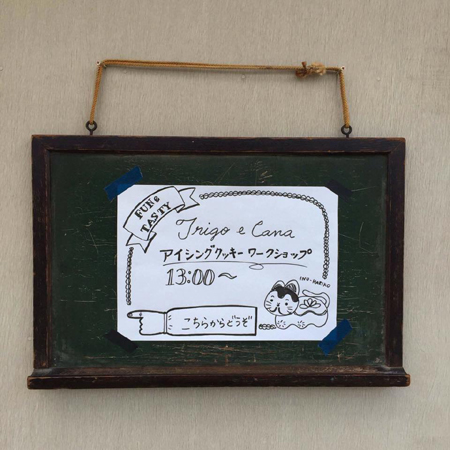 FUN &
TASTY
Trigo e Cana
アイシングクッキー ワークショップ
13:00〜
INU-HARIKO
こちらからどうぞ